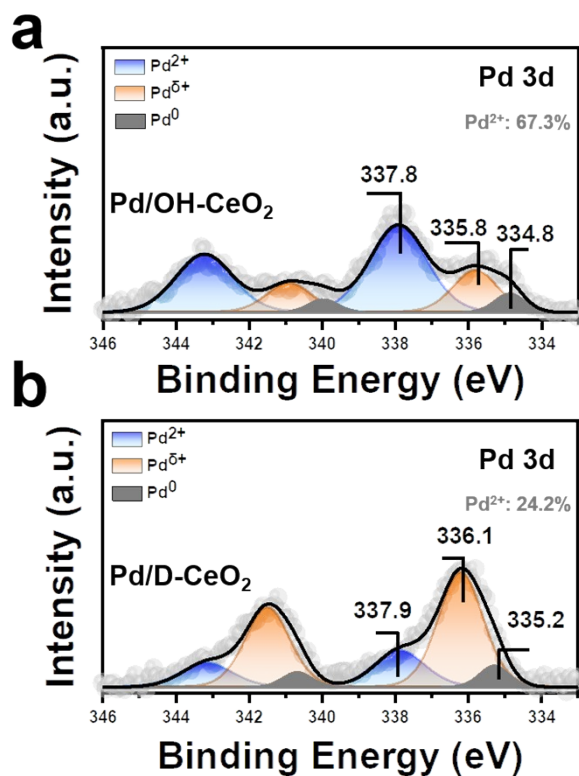 a
Intensity (a.u.)
Pd²⁺
Pd^δ+
Pd⁰
Pd 3d
Pd²⁺: 67.3%
337.8
Pd/OH-CeO₂
335.8
334.8
346 344 342 340 338 336 334
Binding Energy (eV)
b
Intensity (a.u.)
Pd²⁺
Pd^δ+
Pd⁰
Pd 3d
Pd²⁺: 24.2%
336.1
Pd/D-CeO₂
337.9
335.2
346 344 342 340 338 336 334
Binding Energy (eV)